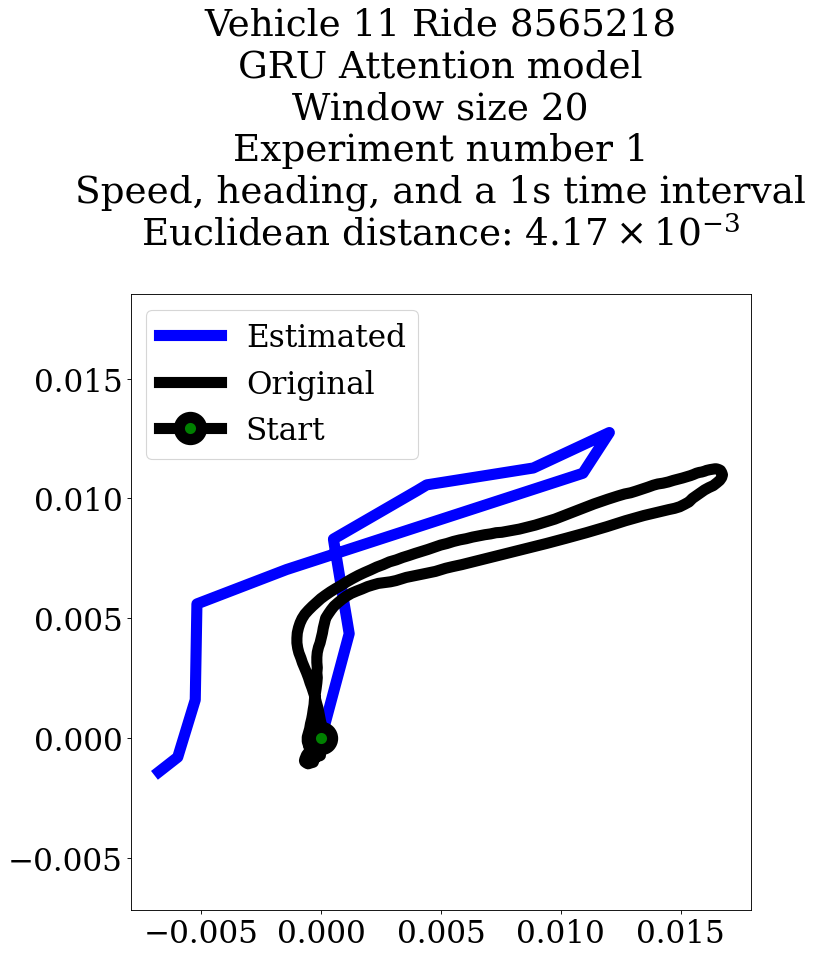 Vehicle 11 Ride 8565218
GRU Attention model
Window size 20
Experiment number 1
Speed, heading, and a 1s time interval
Euclidean distance: 4.17 × 10⁻³
Estimated
Original
Start
0.015
0.010
0.005
0.000
−0.005
−0.005 0.000 0.005 0.010 0.015